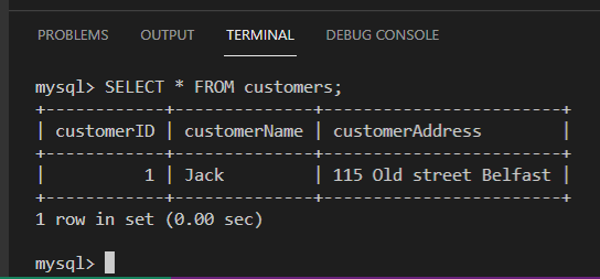 PROBLEMS OUTPUT TERMINAL DEBUG CONSOLE
mysql> SELECT * FROM customers;
+------------+--------------+------------------------+
| customerID | customerName | customerAddress        |
+------------+--------------+------------------------+
|          1 | Jack         | 115 Old street Belfast |
+------------+--------------+------------------------+
1 row in set (0.00 sec)
mysql>